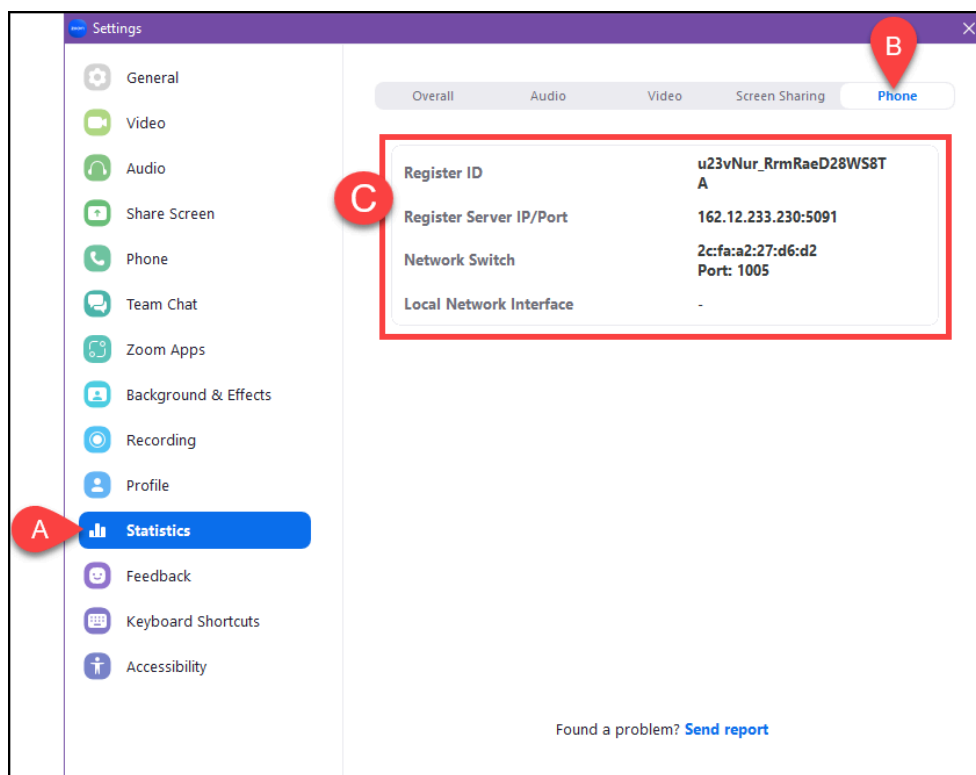 Settings
B
General
Video
Audio
Share Screen
Phone
Team Chat
Zoom Apps
Background & Effects
Recording
Profile
A
Statistics
Feedback
Keyboard Shortcuts
Accessibility
Overall Audio Video Screen Sharing Phone
C
Register ID u23vNur_RrmRaeD28WS8T
A
Register Server IP/Port 162.12.233.230:5091
Network Switch 2c:fa:a2:27:d6:d2
Port: 1005
Local Network Interface -
Found a problem? Send report